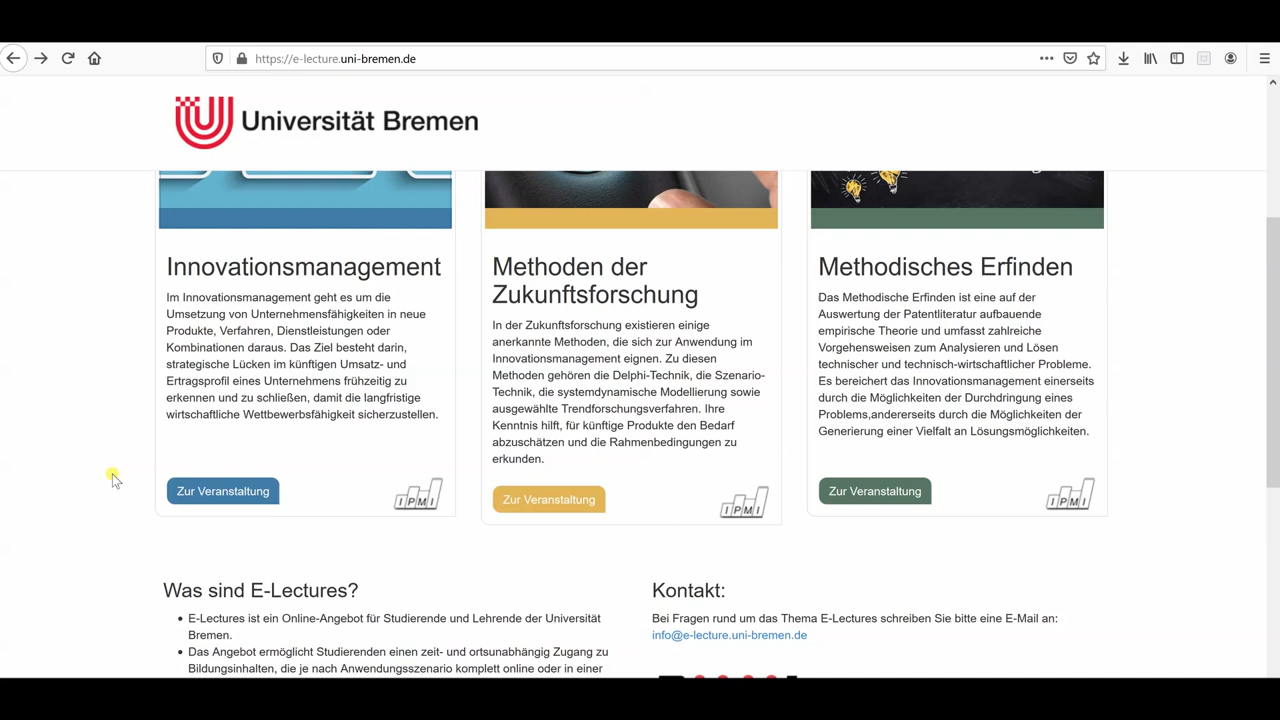 https://e-lecture.uni-bremen.de
Universität Bremen
Innovationsmanagement
Im Innovationsmanagement geht es um die
Umsetzung von Unternehmensfähigkeiten in neue
Produkte, Verfahren, Dienstleistungen oder
Kombinationen daraus. Das Ziel besteht darin,
strategische Lücken im künftigen Umsatz- und
Ertragsprofil eines Unternehmens frühzeitig zu
erkennen und zu schließen, damit die langfristige
wirtschaftliche Wettbewerbsfähigkeit sicherzustellen.
Zur Veranstaltung
IPMI
Methoden der
Zukunftsforschung
In der Zukunftsforschung existieren einige
anerkannte Methoden, die sich zur Anwendung im
Innovationsmanagement eignen. Zu diesen
Methoden gehören die Delphi-Technik, die Szenario-
Technik, die systemdynamische Modellierung sowie
ausgewählte Trendforschungsverfahren. Ihre
Kenntnis hilft, für künftige Produkte den Bedarf
abzuschätzen und die Rahmenbedingungen zu
erkunden.
Zur Veranstaltung
IPMI
Methodisches Erfinden
Das Methodische Erfinden ist eine auf der
Auswertung der Patentliteratur aufbauende
empirische Theorie und umfasst zahlreiche
Vorgehensweisen zum Analysieren und Lösen
technischer und technisch-wirtschaftlicher Probleme.
Es bereichert das Innovationsmanagement einerseits
durch die Möglichkeiten der Durchdringung eines
Problems,andererseits durch die Möglichkeiten der
Generierung einer Vielfalt an Lösungsmöglichkeiten.
Zur Veranstaltung
IPMI
Was sind E-Lectures?
• E-Lectures ist ein Online-Angebot für Studierende und Lehrende der Universität
Bremen.
• Das Angebot ermöglicht Studierenden einen zeit- und ortsunabhängig Zugang zu
Bildungsinhalten, die je nach Anwendungsszenario komplett online oder in einer
Kontakt:
Bei Fragen rund um das Thema E-Lectures schreiben Sie bitte eine E-Mail an:
info@e-lecture.uni-bremen.de